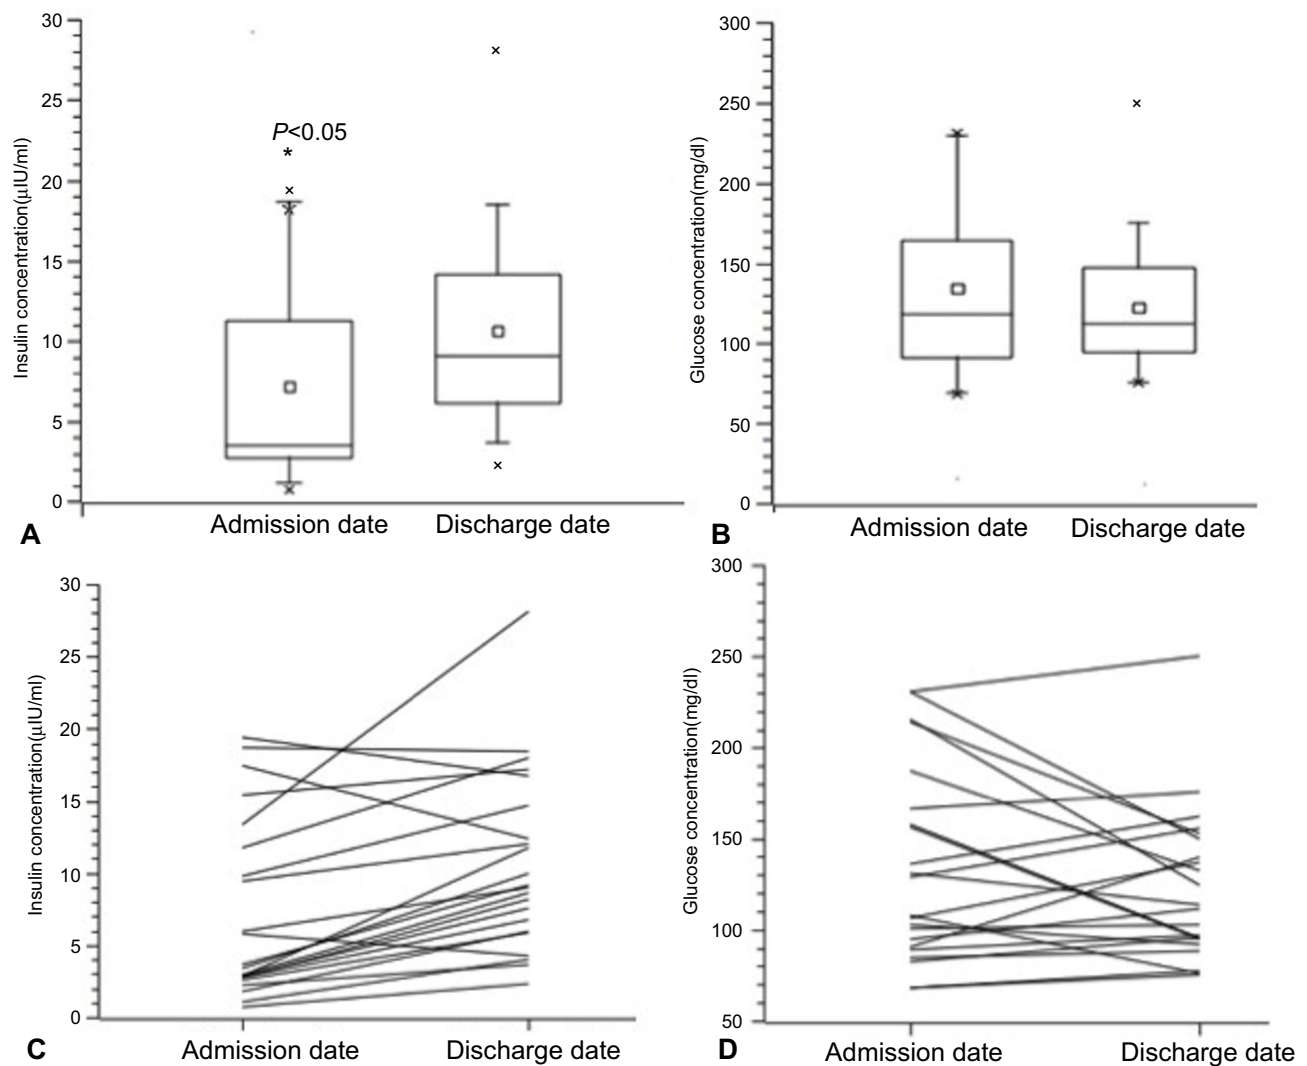 30
25
20
15
10
5
0
Insulin concentration(μIU/ml)
P<0.05
*
Admission date
Discharge date
A
300
250
200
150
100
50
0
Glucose concentration(mg/dl)
Admission date
Discharge date
B
30
25
20
15
10
5
0
Insulin concentration(μIU/ml)
Admission date
Discharge date
C
300
250
200
150
100
50
Glucose concentration(mg/dl)
Admission date
Discharge date
D